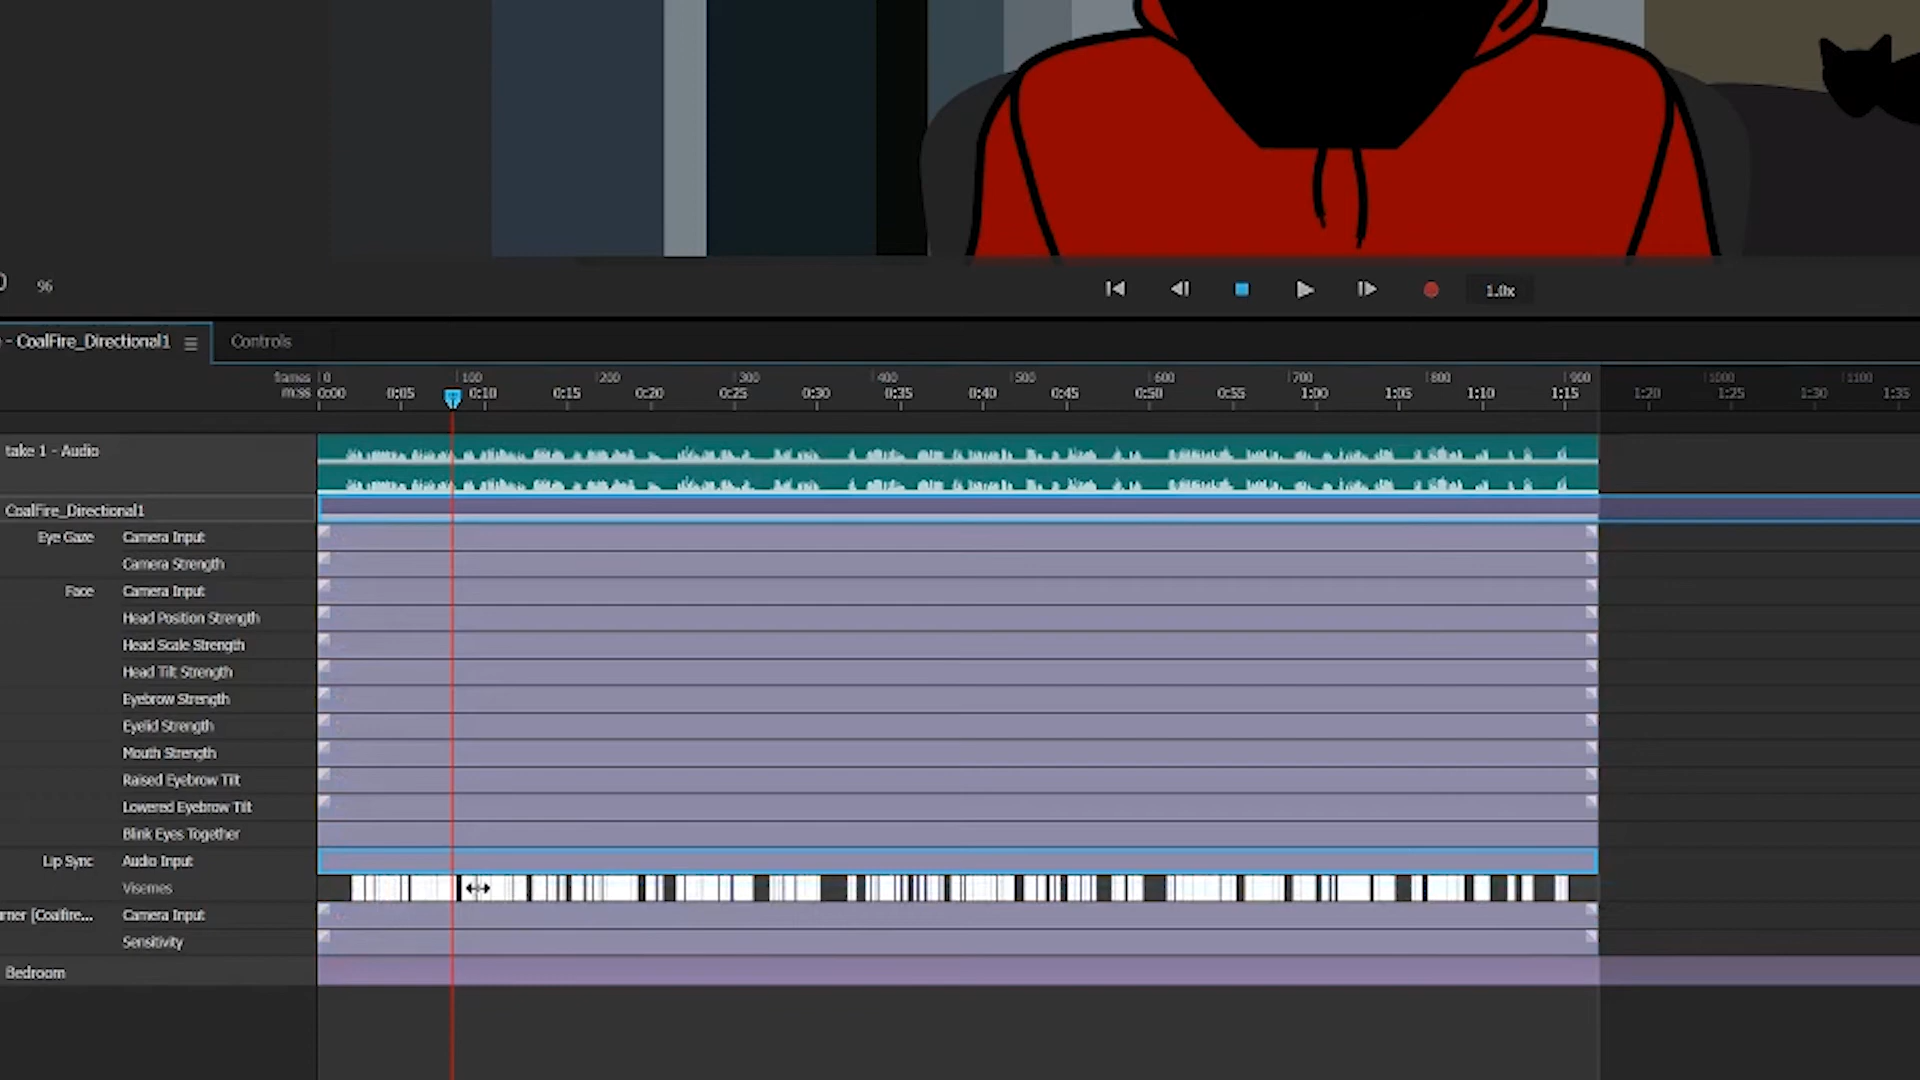 96
1.0x
- CoalFire_Directional1
Controls
frames 0 100 200 300 400 500 600 700 800 900 1000 1100
m:ss 0:00 0:05 0:10 0:15 0:20 0:25 0:30 0:35 0:40 0:45 0:50 0:55 1:00 1:05 1:10 1:15 1:20 1:25 1:30 1:35
take 1 - Audio
CoalFire_Directional1
Eye Gaze Camera Input
Camera Strength
Face Camera Input
Head Position Strength
Head Scale Strength
Head Tilt Strength
Eyebrow Strength
Eyelid Strength
Mouth Strength
Raised Eyebrow Tilt
Lowered Eyebrow Tilt
Blink Eyes Together
Lip Sync Audio Input
Visemes
rner [Coalfire... Camera Input
Sensitivity
Bedroom